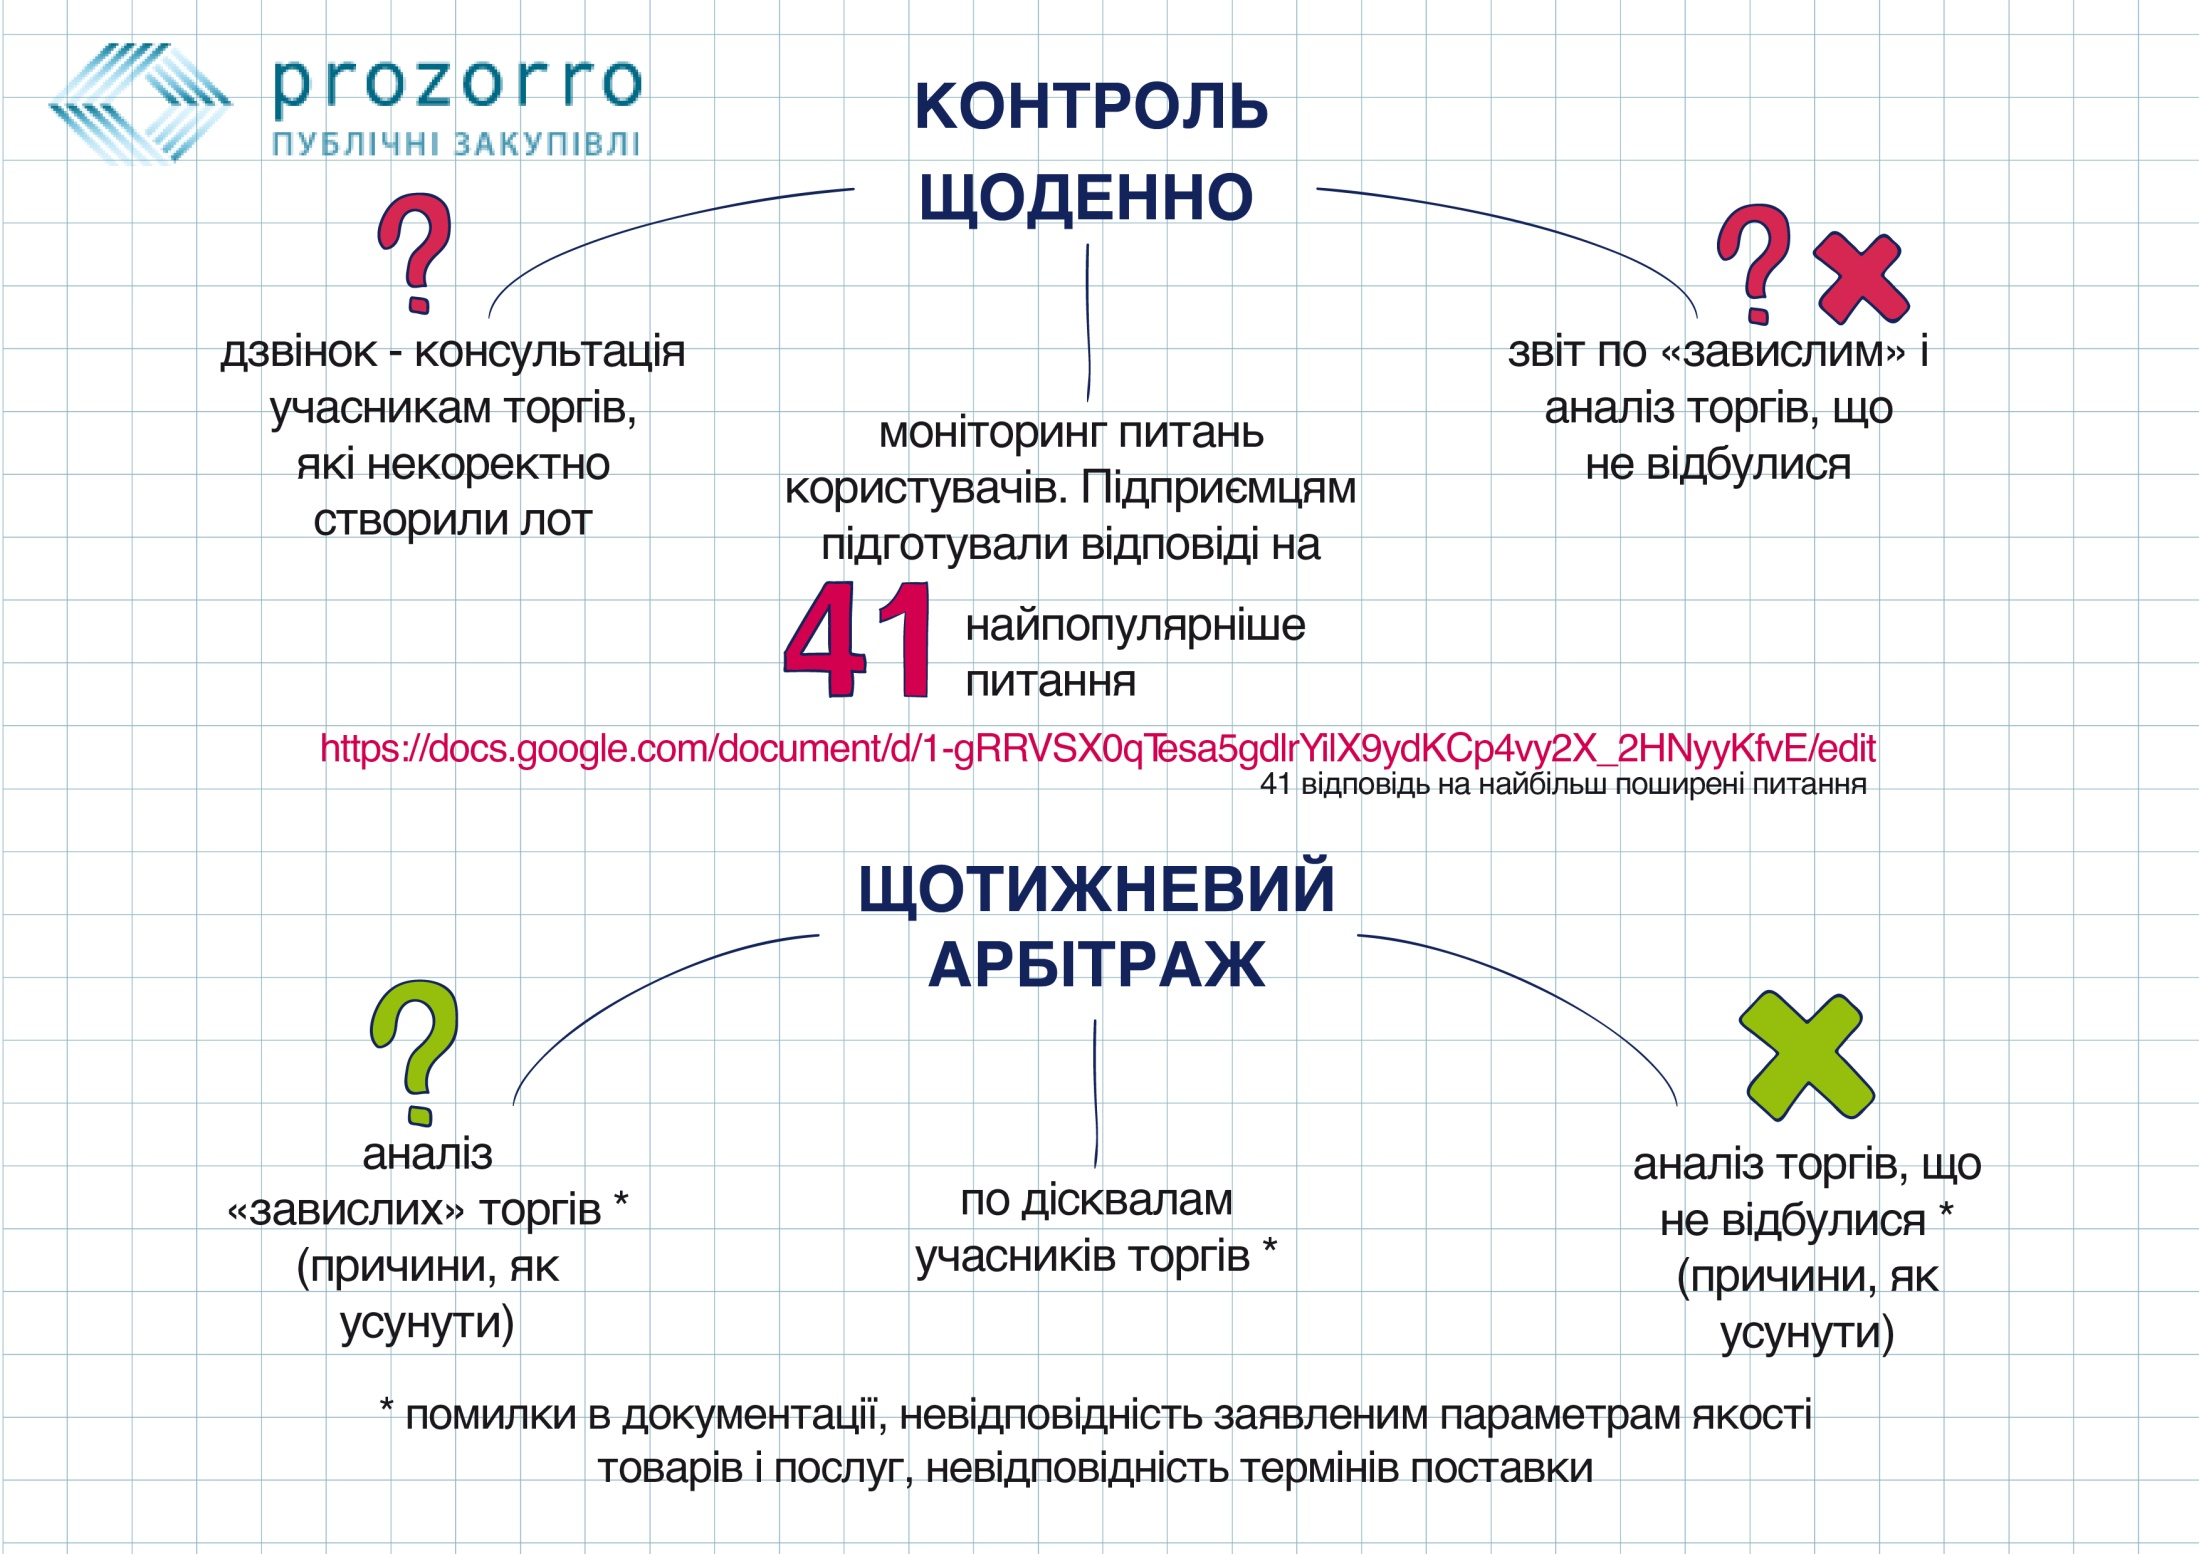 prozorro
ПУБЛІЧНІ ЗАКУПІВЛІ
КОНТРОЛЬ
ЩОДЕННО
?
дзвінок - консультація
учасникам торгів,
які некоректно
створили лот
моніторинг питань
користувачів. Підприємцям
підготували відповіді на
41 найпопулярніше
питання
?
звіт по «завислим» і
аналіз торгів, що
не відбулися
https://docs.google.com/document/d/1-gRRVSX0qTesa5gdlrYilX9ydKCp4vy2X_2HNyyKfvE/edit
41 відповідь на найбільш поширені питання
ЩОТИЖНЕВИЙ
АРБІТРАЖ
?
аналіз
«завислих» торгів *
(причини, як
усунути)
по дісквалам
учасників торгів *
аналіз торгів, що
не відбулися *
(причини, як
усунути)
* помилки в документації, невідповідність заявленим параметрам якості
товарів і послуг, невідповідність термінів поставки